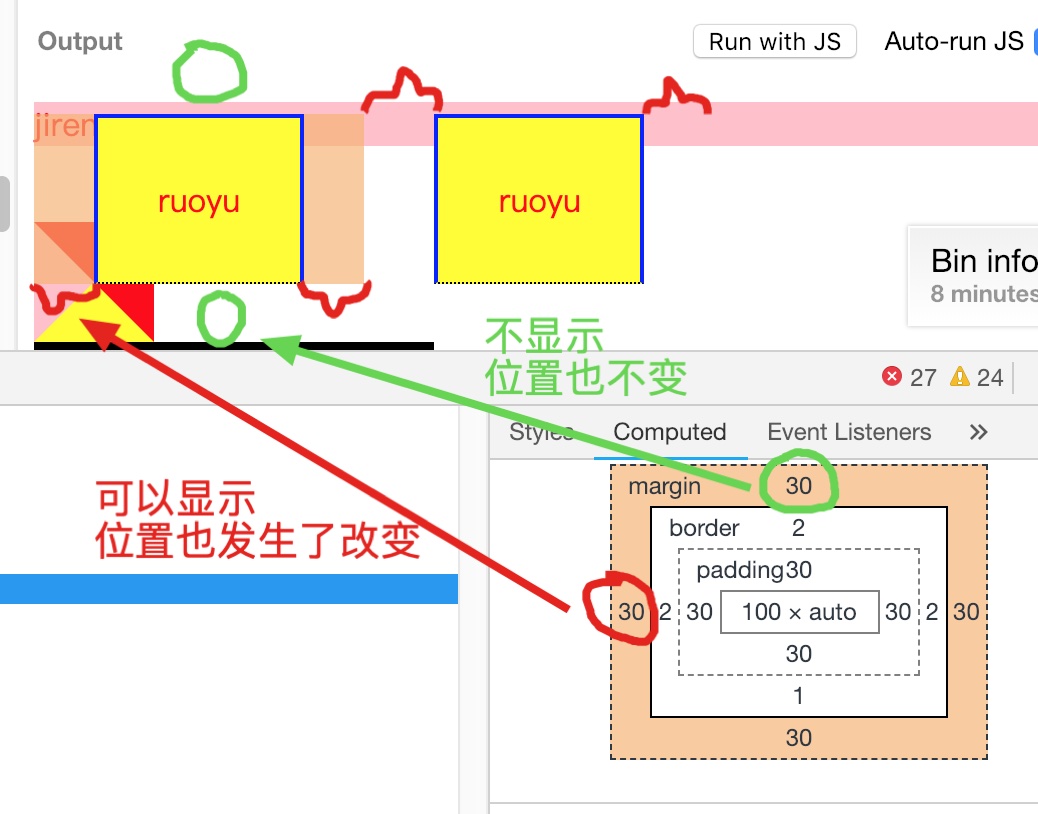 Output
Run with JS
Auto-run JS
jiren
ruoyu
ruoyu
Bin info
8 minutes
不显示
位置也不变
27
24
Styles
Computed
Event Listeners
»
margin
30
border
2
padding30
30
2
30
100 × auto
30
2
30
30
1
30
可以显示
位置也发生了改变